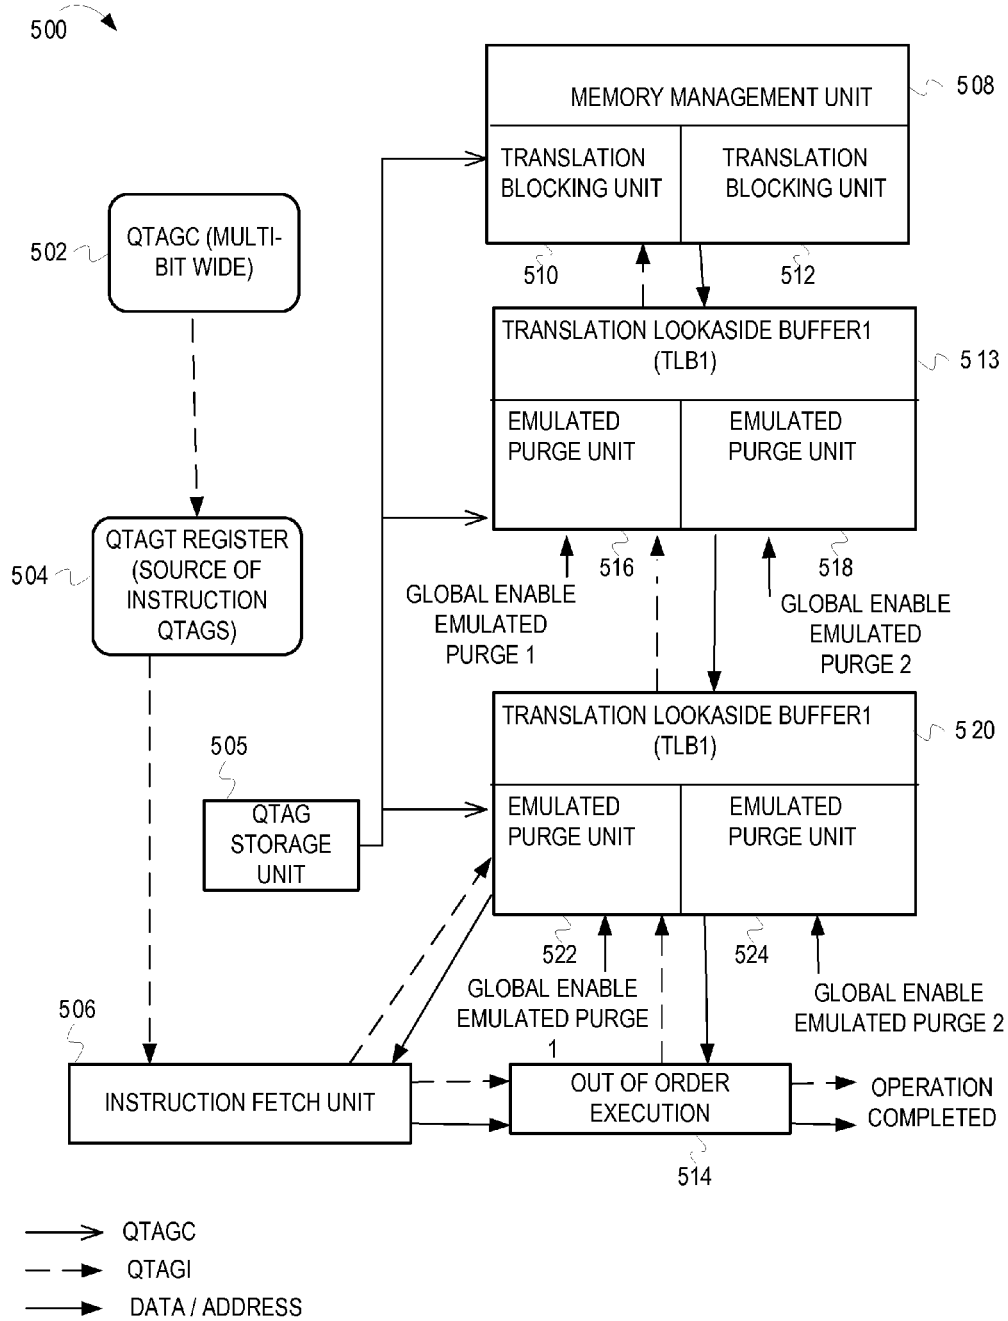 500
508
MEMORY MANAGEMENT UNIT
TRANSLATION
BLOCKING UNIT
TRANSLATION
BLOCKING UNIT
502
QTAGC (MULTI-
BIT WIDE)
510
512
TRANSLATION LOOKASIDE BUFFER1
(TLB1)
513
EMULATED
PURGE UNIT
EMULATED
PURGE UNIT
504
QTAGT REGISTER
(SOURCE OF
INSTRUCTION
QTAGS)
516
518
GLOBAL ENABLE
EMULATED
PURGE 1
GLOBAL ENABLE
EMULATED
PURGE 2
TRANSLATION LOOKASIDE BUFFER1
(TLB1)
520
505
QTAG
STORAGE
UNIT
EMULATED
PURGE UNIT
EMULATED
PURGE UNIT
522
524
GLOBAL ENABLE
EMULATED PURGE
1
GLOBAL ENABLE
EMULATED PURGE 2
506
INSTRUCTION FETCH UNIT
OUT OF ORDER
EXECUTION
OPERATION
COMPLETED
514
QTAGC
QTAGI
DATA / ADDRESS